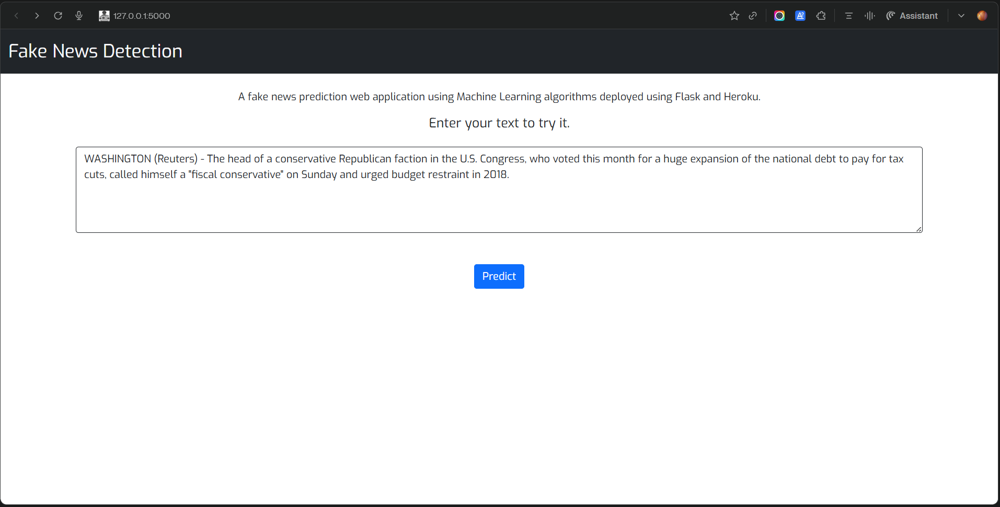 127.0.0.1:5000
Assistant
Fake News Detection
A fake news prediction web application using Machine Learning algorithms deployed using Flask and Heroku.
Enter your text to try it.
WASHINGTON (Reuters) - The head of a conservative Republican faction in the U.S. Congress, who voted this month for a huge expansion of the national debt to pay for tax
cuts, called himself a "fiscal conservative" on Sunday and urged budget restraint in 2018.
Predict